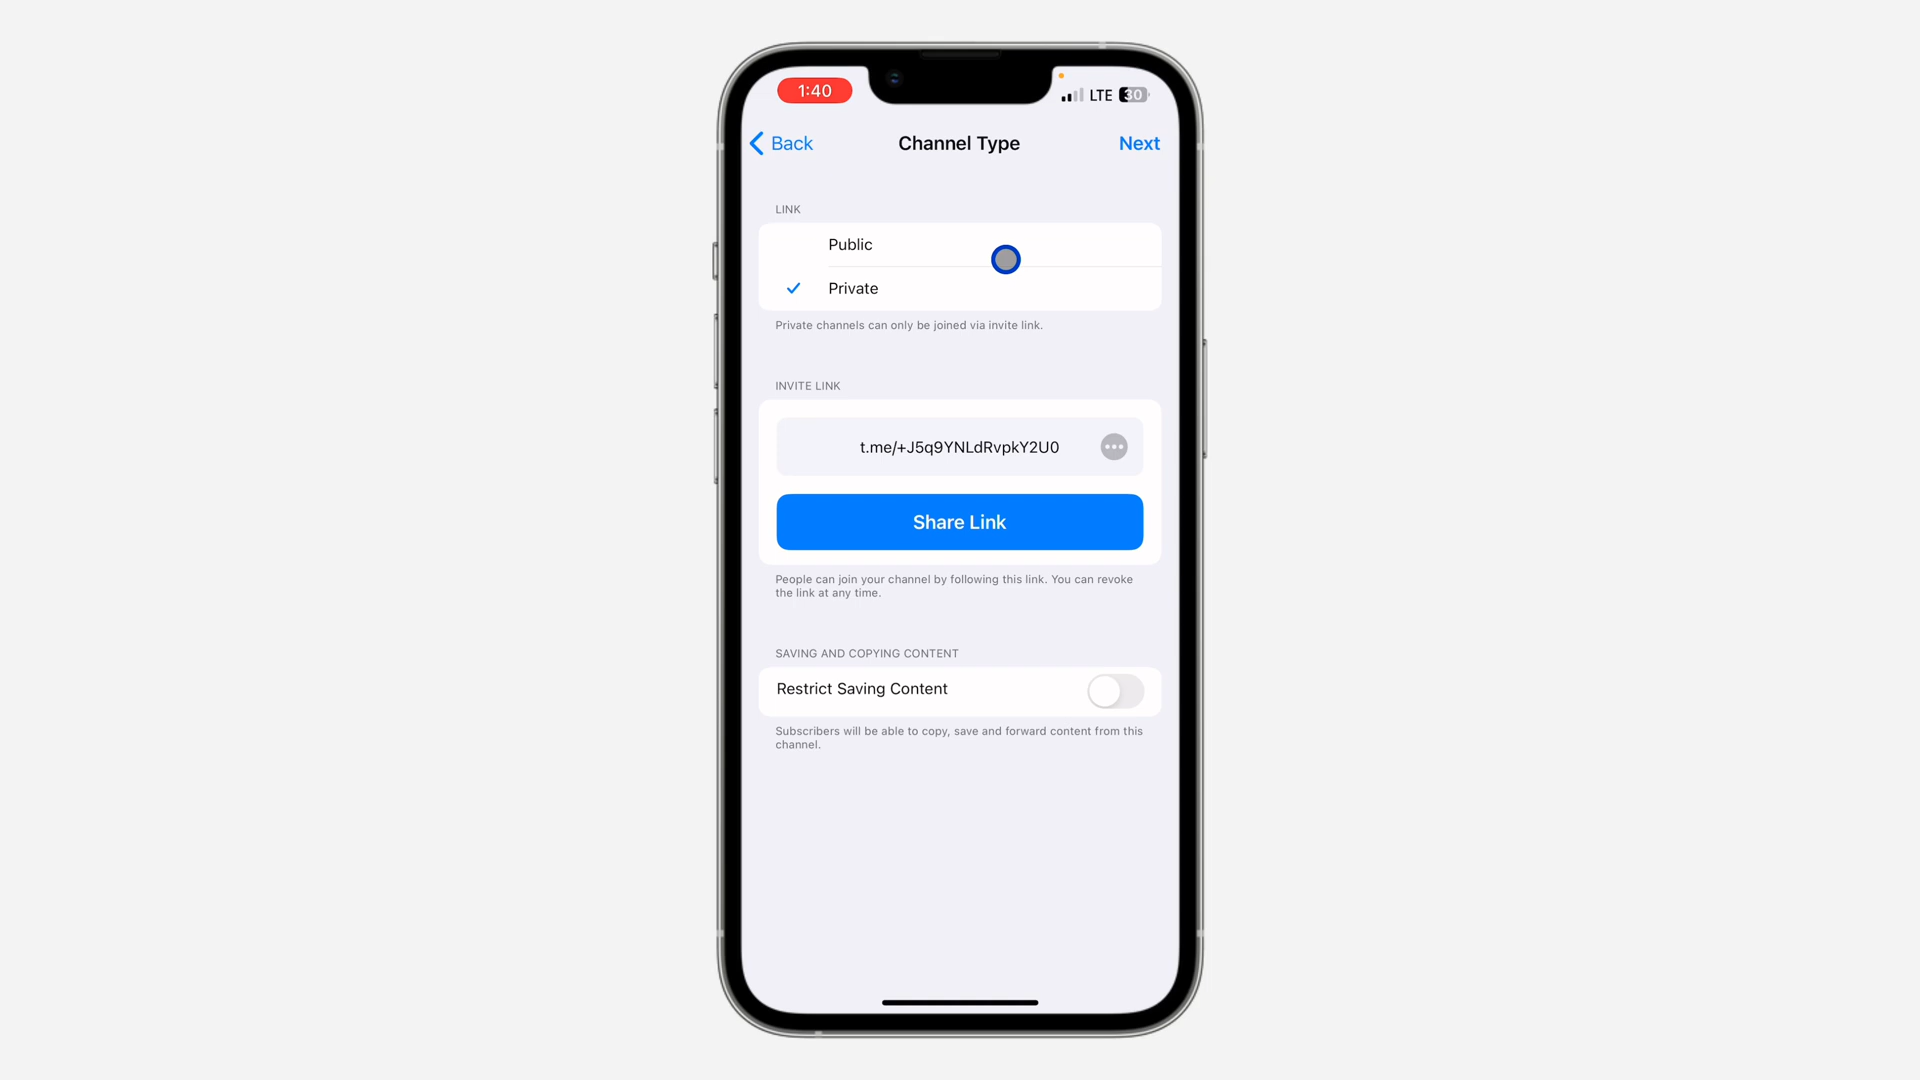 1:40
LTE 30
Back
Channel Type
Next
LINK
Public
Private
Private channels can only be joined via invite link.
INVITE LINK
t.me/+J5q9YNLdRvpkY2U0
Share Link
People can join your channel by following this link. You can revoke
the link at any time.
SAVING AND COPYING CONTENT
Restrict Saving Content
Subscribers will be able to copy, save and forward content from this
channel.